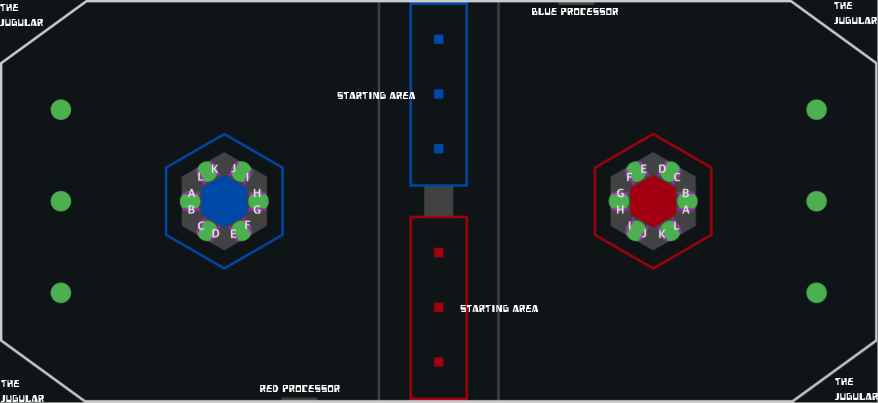 THE
JUGULAR
BLUE PROCESSOR
THE
JUGULAR
STARTING AREA
K J
L I
A H
B G
C F
D E
E D
F C
G B
H A
I L
J K
STARTING AREA
RED PROCESSOR
THE
JUGULAR
THE
JUGULAR